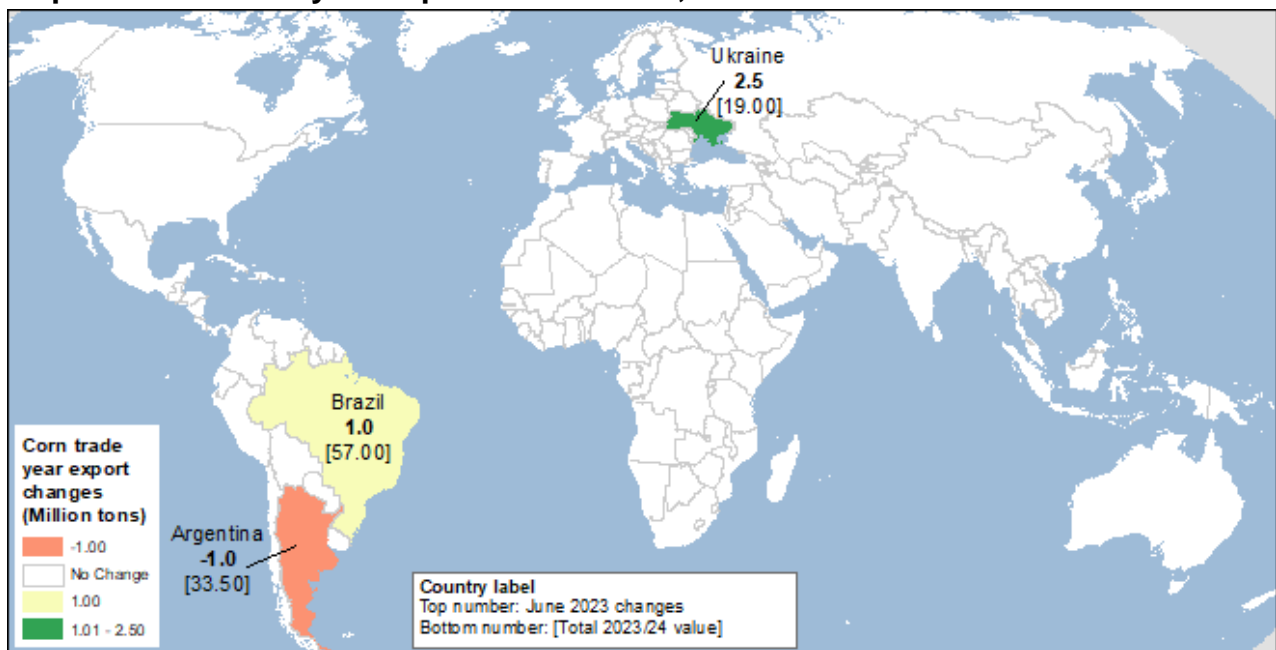 Ukraine
2.5
[19.00]
Brazil
1.0
[57.00]
Argentina
-1.0
[33.50]
Corn trade
year export
changes
(Million tons)
-1.00
No Change
1.00
1.01 - 2.50
Country label
Top number: June 2023 changes
Bottom number: [Total 2023/24 value]